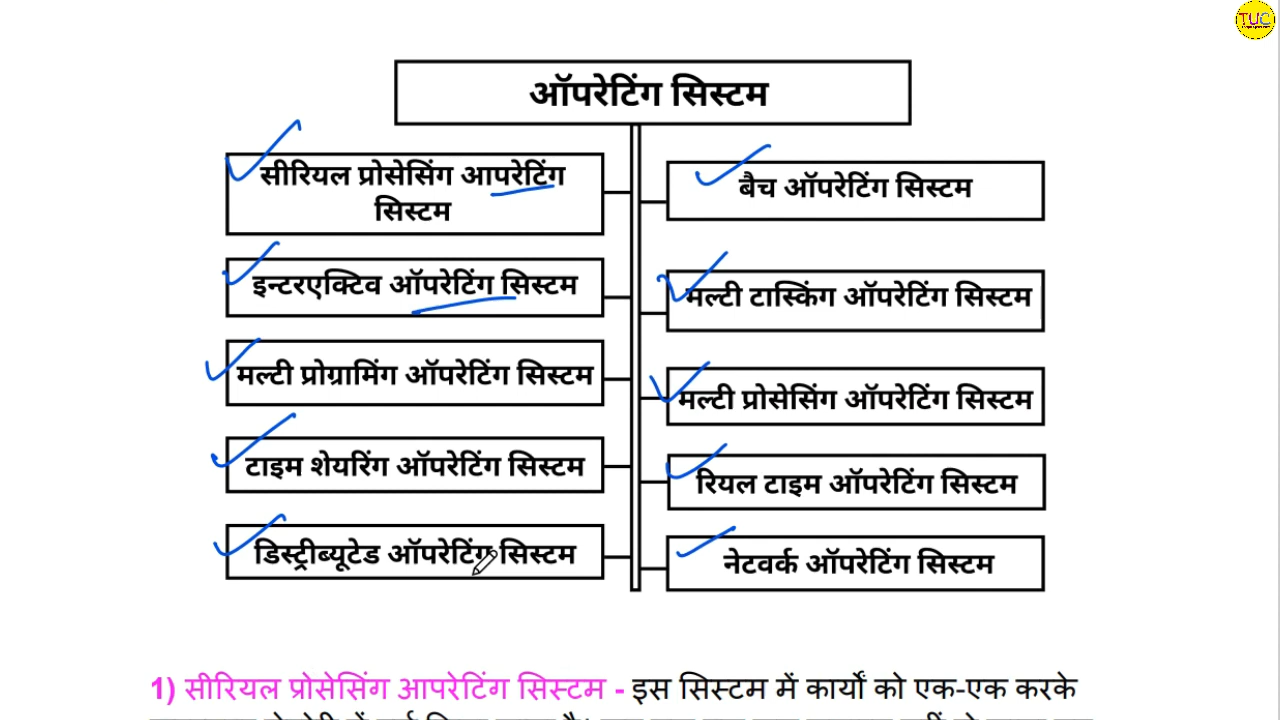 TUC
ऑपरेटिंग सिस्टम
सीरियल प्रोसेसिंग आपरेटिंग
सिस्टम
बैच ऑपरेटिंग सिस्टम
इन्टरएक्टिव ऑपरेटिंग सिस्टम
मल्टी टास्किंग ऑपरेटिंग सिस्टम
मल्टी प्रोग्रामिंग ऑपरेटिंग सिस्टम
मल्टी प्रोसेसिंग ऑपरेटिंग सिस्टम
टाइम शेयरिंग ऑपरेटिंग सिस्टम
रियल टाइम ऑपरेटिंग सिस्टम
डिस्ट्रीब्यूटेड ऑपरेटिंग सिस्टम
नेटवर्क ऑपरेटिंग सिस्टम
1) सीरियल प्रोसेसिंग आपरेटिंग सिस्टम - इस सिस्टम में कार्यों को एक-एक करके